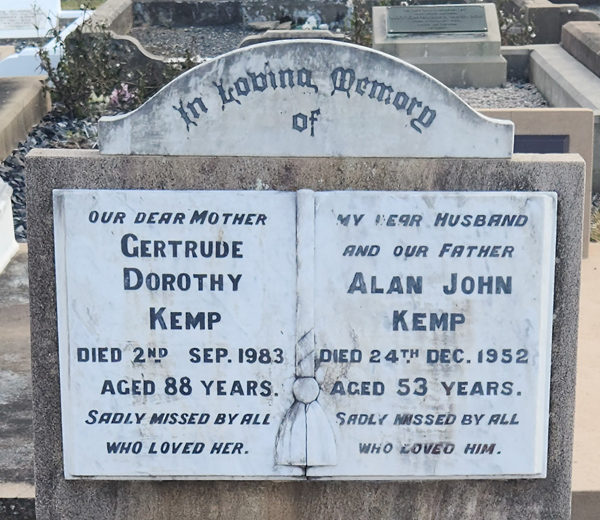 In Loving Memory
of
OUR DEAR MOTHER
GERTRUDE
DOROTHY
KEMP
DIED 2ND SEP. 1983
AGED 88 YEARS.
SADLY MISSED BY ALL
WHO LOVED HER.
MY DEAR HUSBAND
AND OUR FATHER
ALAN JOHN
KEMP
DIED 24TH DEC. 1952
AGED 53 YEARS.
SADLY MISSED BY ALL
WHO LOVED HIM.